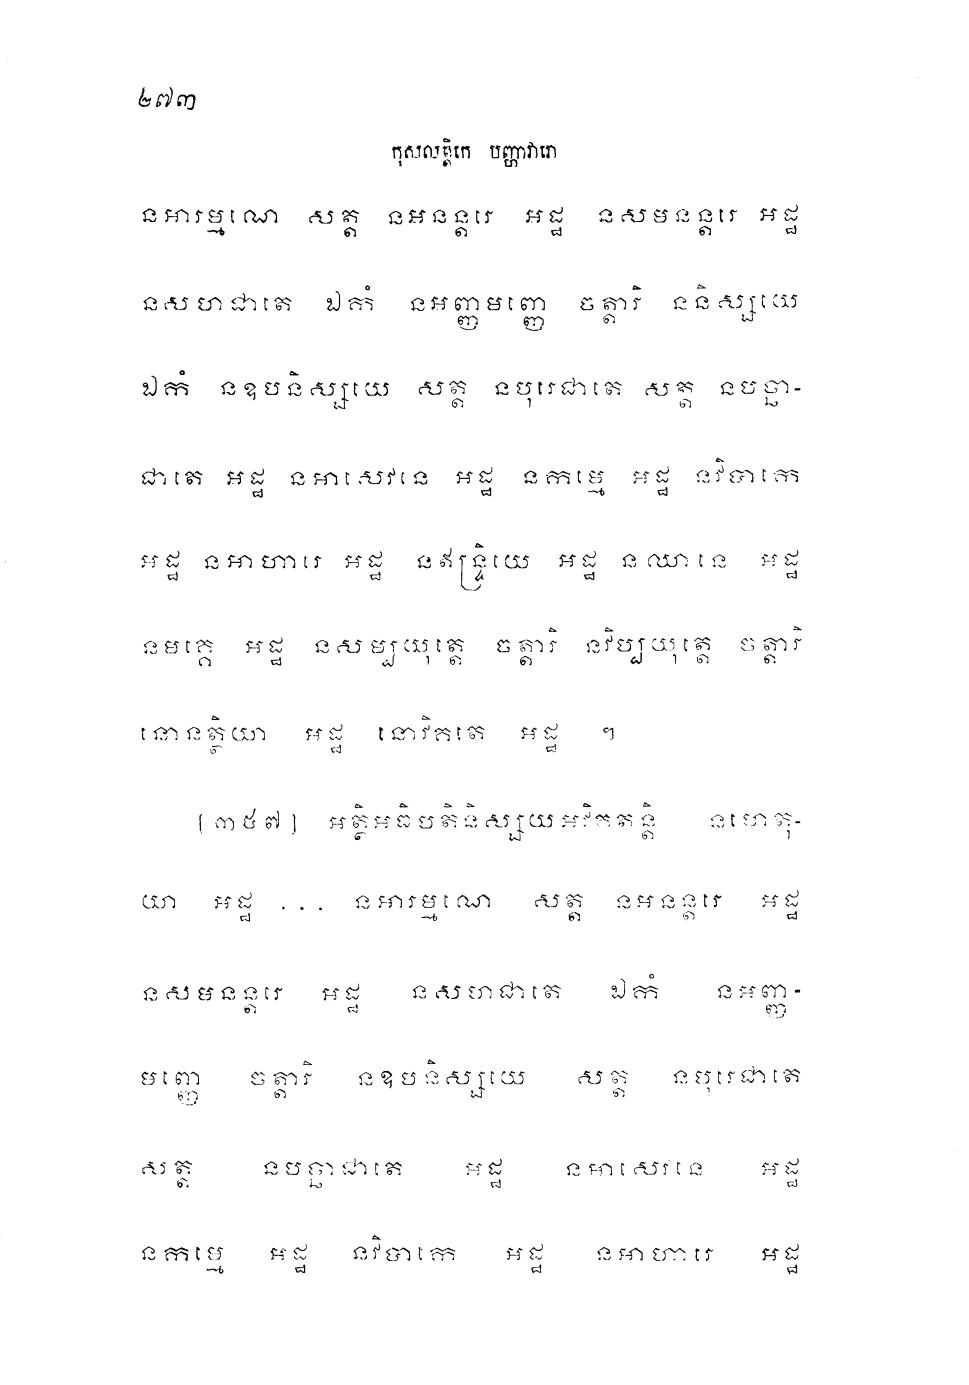 ២៧៣
កុសលត្តិកេ បញ្ហាវារោ
នអារម្មណេ សត្ត នអនន្តរេ អដ្ឋ នសមនន្តរេ អដ្ឋ
នសហជាតេ ឯកំ នអញ្ញមញ្ញេ ចត្តារិ ននិស្សយេ
ឯកំ នឧបនិស្សយេ សត្ត នបុរេជាតេ សត្ត នបច្ឆា-
ជាតេ អដ្ឋ នអាសេវនេ អដ្ឋ នកម្មេ អដ្ឋ នវិបាកេ
អដ្ឋ នអាហារេ អដ្ឋ នឥន្ទ្រិយេ អដ្ឋ នឈានេ អដ្ឋ
នមគ្គេ អដ្ឋ នសម្បយុត្តេ ចត្តារិ នវិប្បយុត្តេ ចត្តារិ
នោនត្ថិយា អដ្ឋ នោវិគតេ អដ្ឋ ។
[៣៥៧] អត្ថិអធិបតិនិស្សយអវិគតន្តិ នហេតុ-
យា អដ្ឋ ... នអារម្មណេ សត្ត នអនន្តរេ អដ្ឋ
នសមនន្តរេ អដ្ឋ នសហជាតេ ឯកំ នអញ្ញ-
មញ្ញេ ចត្តារិ នឧបនិស្សយេ សត្ត នបុរេជាតេ
សត្ត នបច្ឆាជាតេ អដ្ឋ នអាសេវនេ អដ្ឋ
នកម្មេ អដ្ឋ នវិបាកេ អដ្ឋ នអាហារេ អដ្ឋ